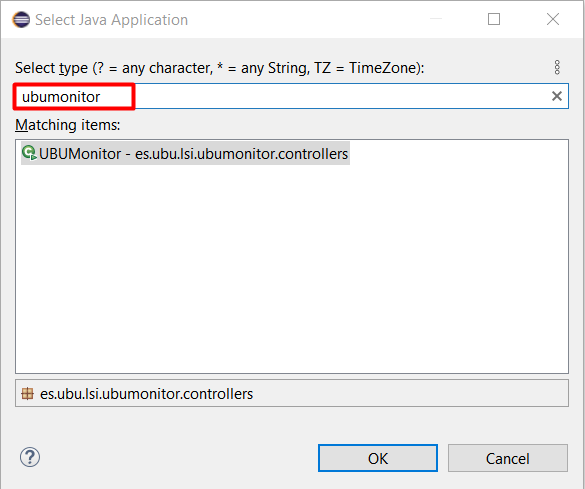 Select Java Application
Select type (? = any character, * = any String, TZ = TimeZone):
ubumonitor
Matching items:
UBUMonitor - es.ubu.lsi.ubumonitor.controllers
es.ubu.lsi.ubumonitor.controllers
OK
Cancel